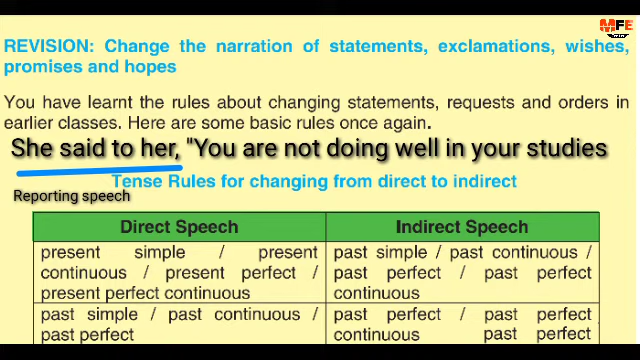 MFE
REVISION: Change the narration of statements, exclamations, wishes,
promises and hopes
You have learnt the rules about changing statements, requests and orders in
earlier classes. Here are some basic rules once again.
She said to her, "You are not doing well in your studies
Tense Rules for changing from direct to indirect
Reporting speech
Direct Speech
Indirect Speech
present simple / present
continuous / present perfect /
present perfect continuous
past simple / past continuous /
past perfect / past perfect
continuous
past simple / past continuous /
past perfect
past perfect / past perfect
continuous past perfect